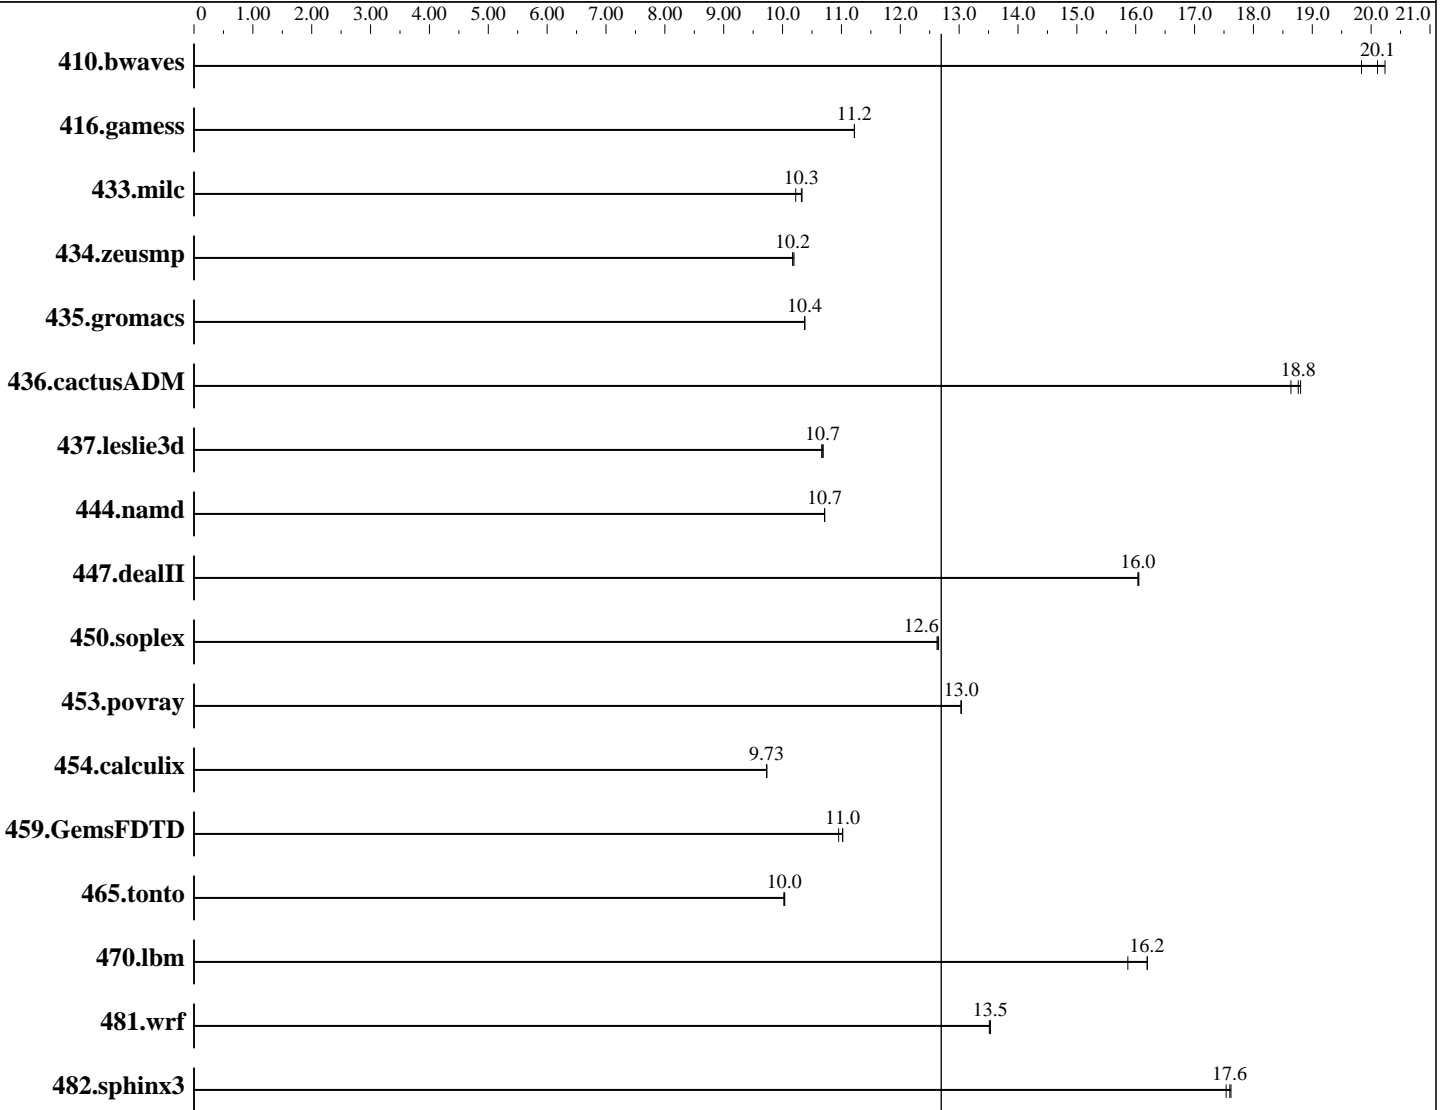 0 1.00 2.00 3.00 4.00 5.00 6.00 7.00 8.00 9.00 10.0 11.0 12.0 13.0 14.0 15.0 16.0 17.0 18.0 19.0 20.0 21.0
410.bwaves 20.1
416.gamess 11.2
433.milc 10.3
434.zeusmp 10.2
435.gromacs 10.4
436.cactusADM 18.8
437.leslie3d 10.7
444.namd 10.7
447.dealII 16.0
450.soplex 12.6
453.povray 13.0
454.calculix 9.73
459.GemsFDTD 11.0
465.tonto 10.0
470.lbm 16.2
481.wrf 13.5
482.sphinx3 17.6